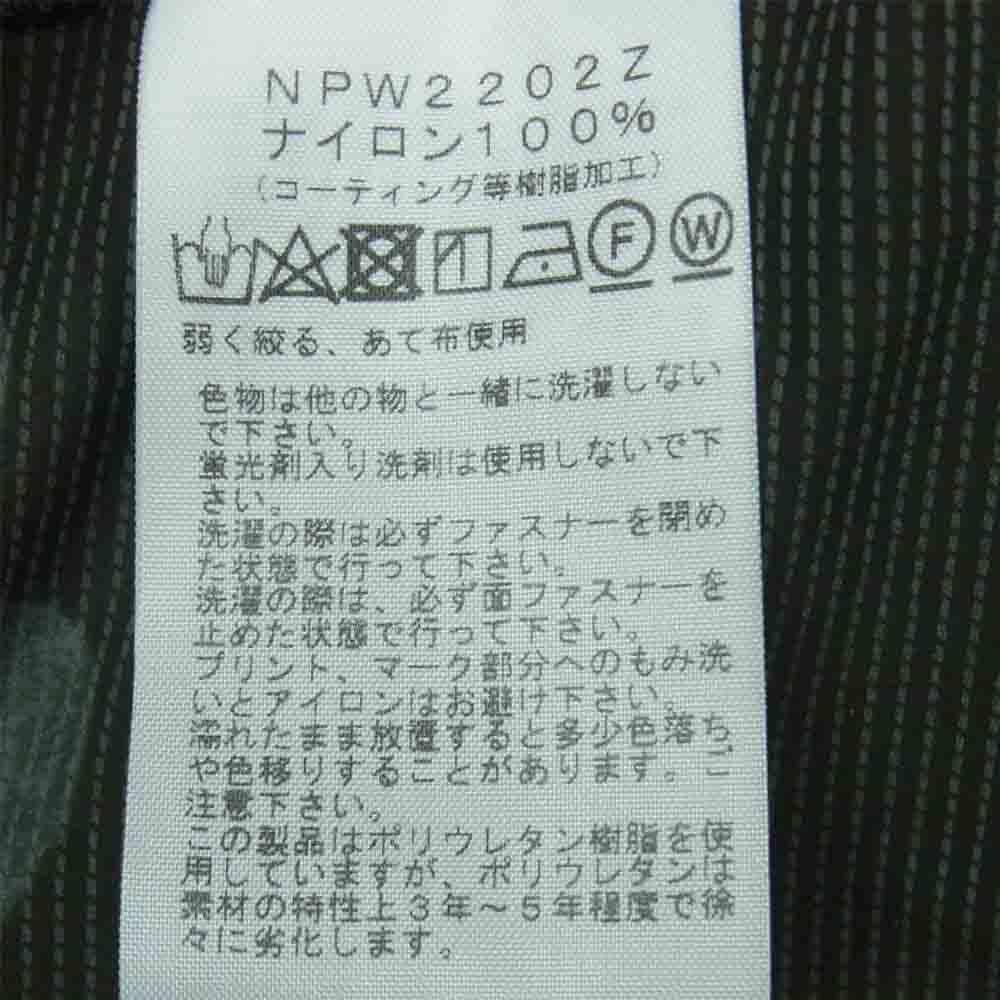 NPW2202Z
ナイロン100%
(コーティング等樹脂加工)
F W
弱く絞る、あて布使用
色物は他の物と一緒に洗濯しない
で下さい。
蛍光剤入り洗剤は使用しないで下
さい。
洗濯の際は必ずファスナーを閉め
た状態で行って下さい。
洗濯の際は、必ず面ファスナーを
止めた状態で行って下さい。
プリント、マーク部分へのもみ洗
いとアイロンはお避け下さい。
濡れたまま放置すると多少色落ち、
や色移りすることがあります。ご
注意下さい。
この製品はポリウレタン樹脂を使
用していますが、ポリウレタンは
素材の特性上3年～5年程度で徐
々に劣化します。